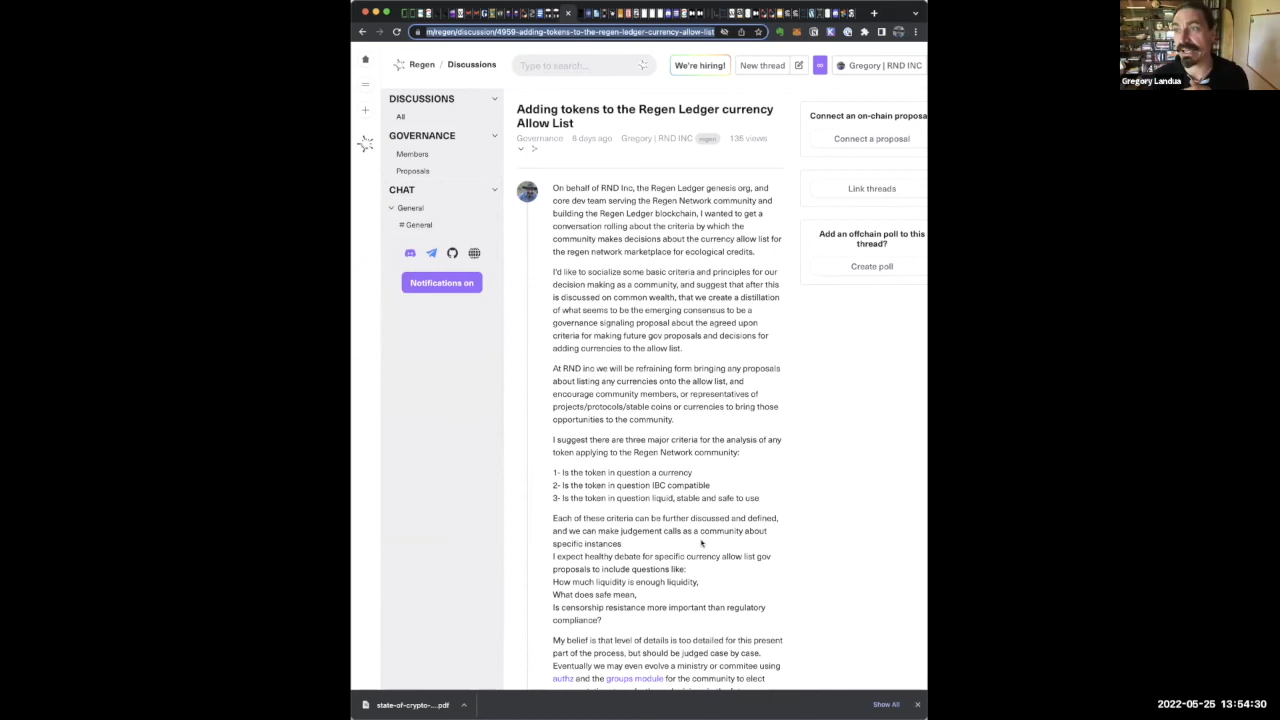 m/regen/discussion/4959-adding-tokens-to-the-regen-ledger-currency-allow-list
Regen / Discussions
Type to search...
We're hiring!
New thread
Gregory | RND INC
Gregory Landua
DISCUSSIONS
All
GOVERNANCE
Members
Proposals
CHAT
General
# General
Notifications on
Adding tokens to the Regen Ledger currency
Allow List
Governance 6 days ago Gregory | RND INC 135 views
On behalf of RND Inc, the Regen Ledger genesis org, and
core dev team serving the Regen Network community and
building the Regen Ledger blockchain, I wanted to get a
conversation rolling about the criteria by which the
community makes decisions about the currency allow list for
the regen network marketplace for ecological credits.
I'd like to socialize some basic criteria and principles for our
decision making as a community, and suggest that after this
is discussed on common wealth, that we create a distillation
of what seems to be the emerging consensus to be a
governance signaling proposal about the agreed upon
criteria for making future gov proposals and decisions for
adding currencies to the allow list.
At RND inc we will be refraining form bringing any proposals
about listing any currencies onto the allow list, and
encourage community members, or representatives of
projects/protocols/stable coins or currencies to bring those
opportunities to the community.
I suggest there are three major criteria for the analysis of any
token applying to the Regen Network community:
1- Is the token in question a currency
2- Is the token in question IBC compatible
3- Is the token in question liquid, stable and safe to use
Each of these criteria can be further discussed and defined,
and we can make judgement calls as a community about
specific instances
I expect healthy debate for specific currency allow list gov
proposals to include questions like:
How much liquidity is enough liquidity,
What does safe mean,
Is censorship resistance more important than regulatory
compliance?
My belief is that level of details is too detailed for this present
part of the process, but should be judged case by case.
Eventually we may even evolve a ministry or commitee using
authz and the groups module for the community to elect
Connect an on-chain proposa
Connect a proposal
Link threads
Add an offchain poll to this
thread?
Create poll
state-of-crypto-....pdf
Show All
2022-05-25 13:54:30